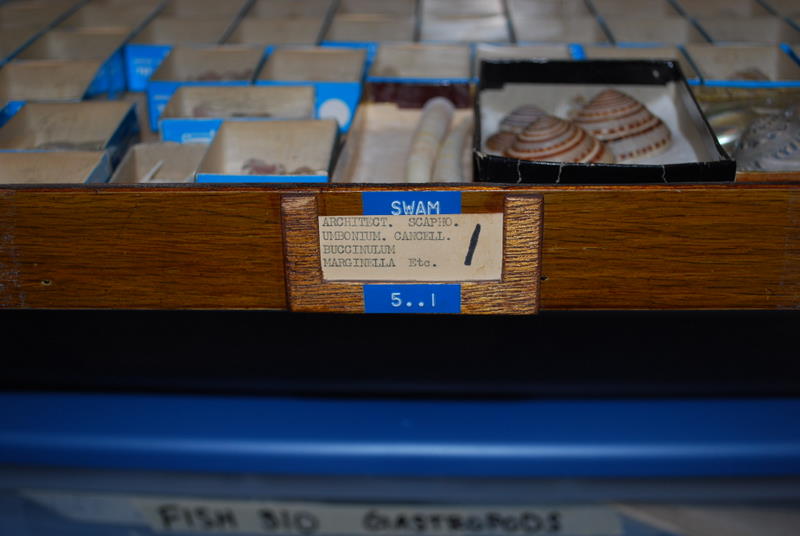 SWAM
ARCHITECT. SCAPHO.
UMBONIUM. CANCELL.
BUCCINULUM
MARGINELLA Etc.
1
5..1
FISH BIO GASTROPODS